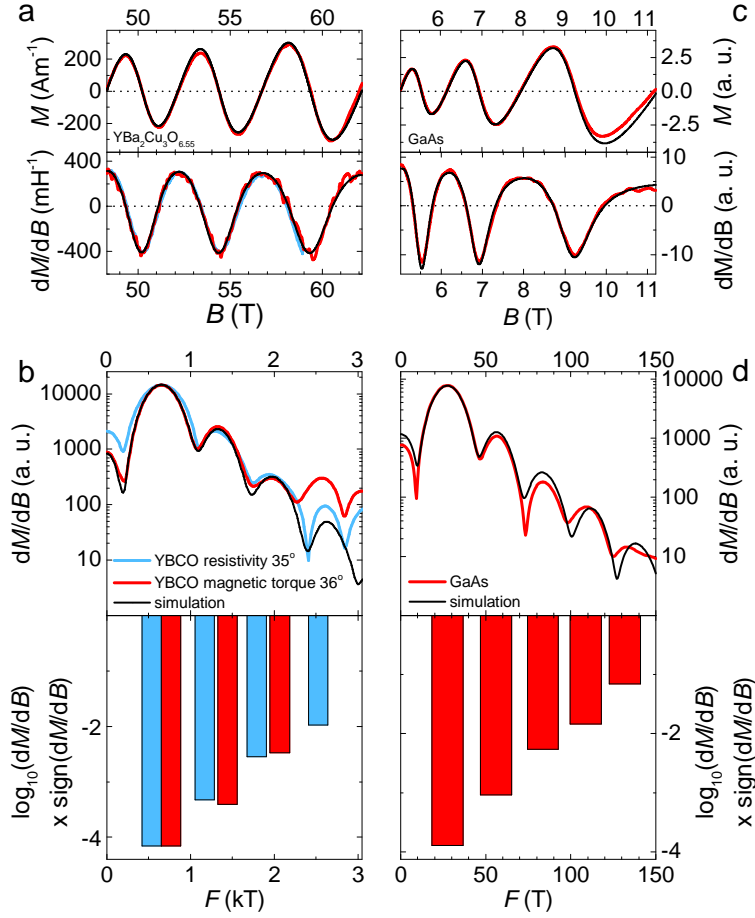 50 55 60
a
M (Am⁻¹)
200
0
-200
YBa₂Cu₃O₆.₅₅
dM/dB (mH⁻¹)
400
0
-400
50 55 60
B (T)
6 7 8 9 10 11
c
M (a. u.)
2.5
0.0
-2.5
GaAs
dM/dB (a. u.)
10
0
-10
6 7 8 9 10 11
B (T)
0 1 2 3
b
dM/dB (a. u.)
10000
1000
100
10
YBCO resistivity 35°
YBCO magnetic torque 36°
simulation
log₁₀(dM/dB)
x sign(dM/dB)
-2
-4
0 1 2 3
F (kT)
0 50 100 150
d
dM/dB (a. u.)
10000
1000
100
10
GaAs
simulation
log₁₀(dM/dB)
x sign(dM/dB)
-2
-4
0 50 100 150
F (T)